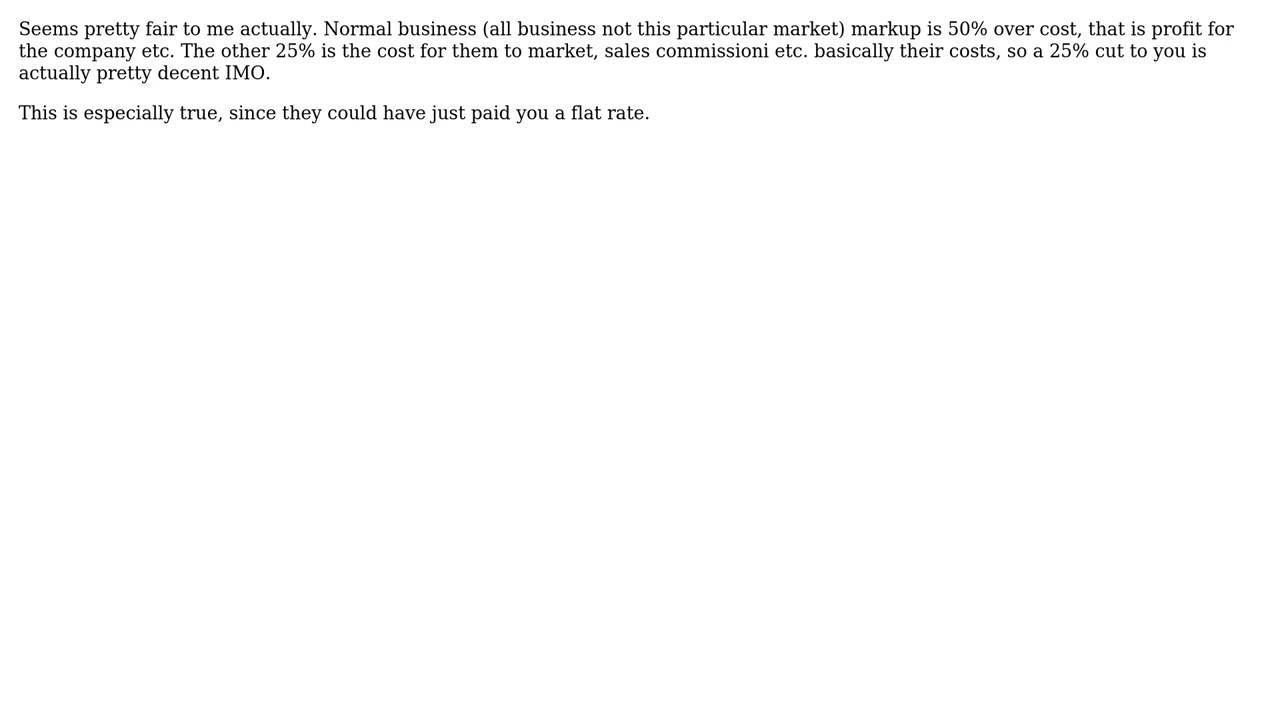 Seems pretty fair to me actually. Normal business (all business not this particular market) markup is 50% over cost, that is profit for
the company etc. The other 25% is the cost for them to market, sales commissioni etc. basically their costs, so a 25% cut to you is
actually pretty decent IMO.
This is especially true, since they could have just paid you a flat rate.